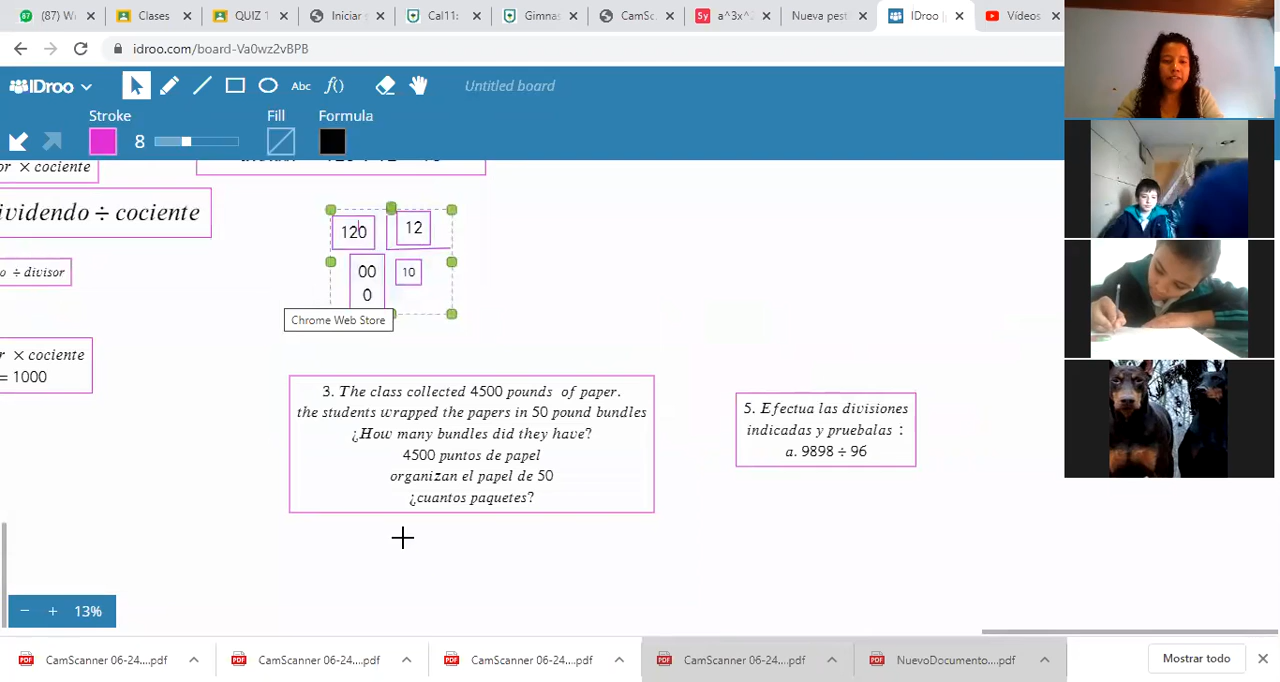 (87) W
Clases
QUIZ
Iniciar s
Cal11:
Gimna
CamSc
a^3x^
Nueva pest
IDroo |
Vídeos
idroo.com/board-Va0wz2vBPB
IDroo
Abc
f()
Untitled board
Stroke
Fill
Formula
8
or × cociente
ividendo ÷ cociente
o ÷ divisor
r × cociente
= 1000
120
12
00
10
0
Chrome Web Store
3. The class collected 4500 pounds of paper.
the students wrapped the papers in 50 pound bundles
¿How many bundles did they have?
4500 puntos de papel
organizan el papel de 50
¿cuantos paquetes?
5. Efectua las divisiones
indicadas y pruebalas :
a. 9898 ÷ 96
13%
CamScanner 06-24....pdf
CamScanner 06-24....pdf
CamScanner 06-24....pdf
CamScanner 06-24....pdf
NuevoDocumento....pdf
Mostrar todo